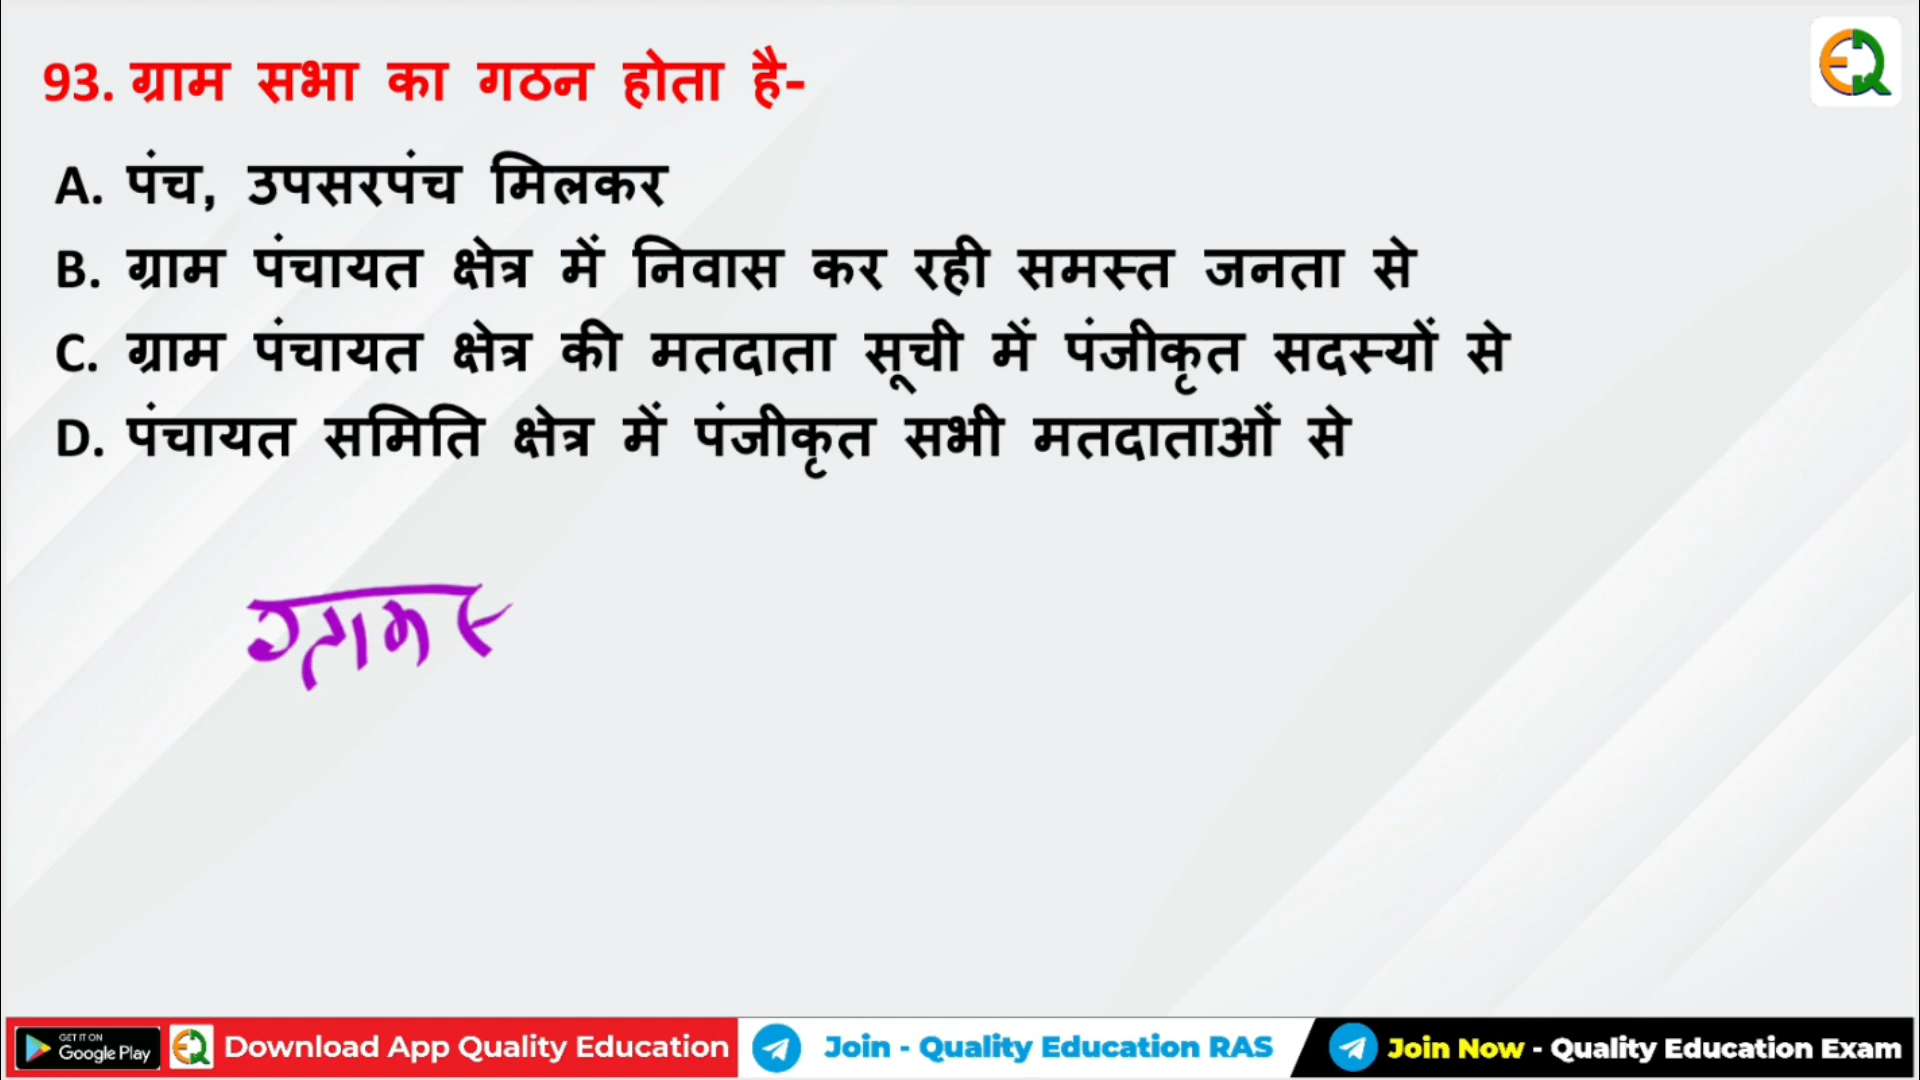 93. ग्राम सभा का गठन होता है-
A. पंच, उपसरपंच मिलकर
B. ग्राम पंचायत क्षेत्र में निवास कर रही समस्त जनता से
C. ग्राम पंचायत क्षेत्र की मतदाता सूची में पंजीकृत सदस्यों से
D. पंचायत समिति क्षेत्र में पंजीकृत सभी मतदाताओं से
GET IT ON
Google Play
Download App Quality Education
Join - Quality Education RAS
Join Now - Quality Education Exam